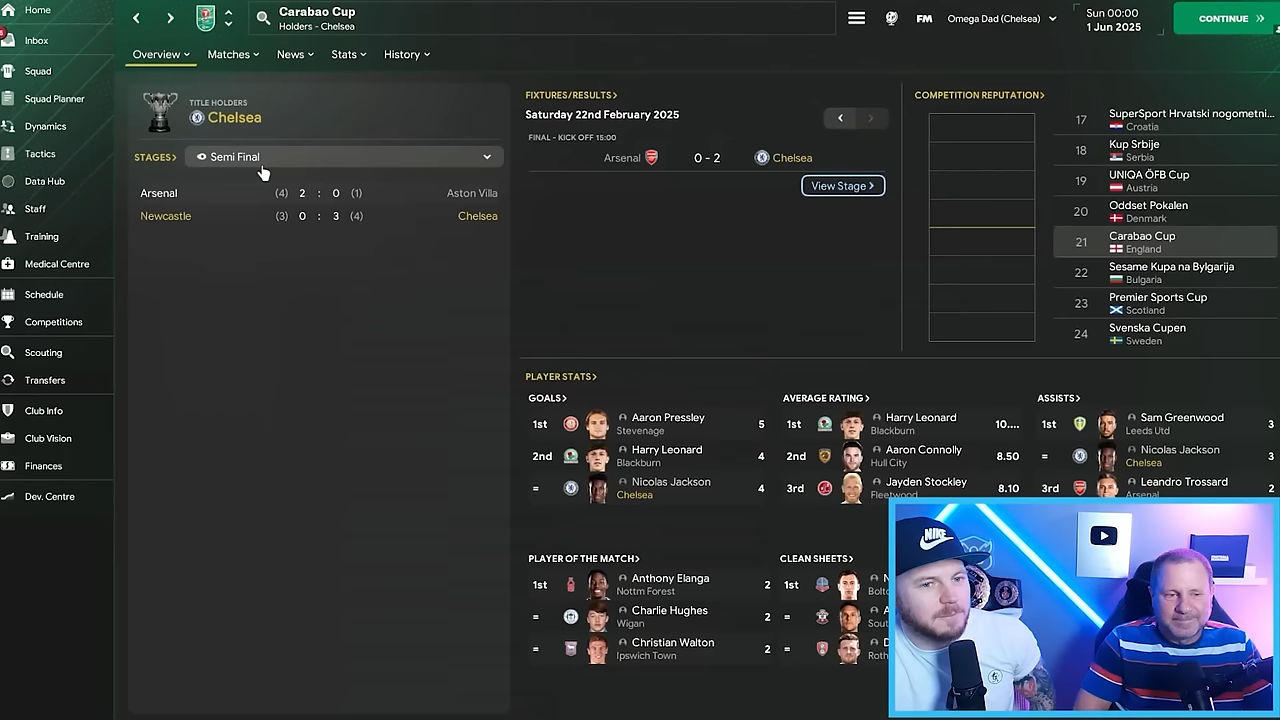 Home
Inbox
Squad
Squad Planner
Dynamics
Tactics
Data Hub
Staff
Training
Medical Centre
Schedule
Competitions
Scouting
Transfers
Club Info
Club Vision
Finances
Dev. Centre
Carabao Cup
Holders - Chelsea
FM
Omega Dad (Chelsea)
Sun 00:00
1 Jun 2025
CONTINUE
Overview
Matches
News
Stats
History
TITLE HOLDERS
Chelsea
STAGES>
Semi Final
Arsenal (4) 2 : 0 (1) Aston Villa
Newcastle (3) 0 : 3 (4) Chelsea
FIXTURES/RESULTS>
Saturday 22nd February 2025
FINAL - KICK OFF 15:00
Arsenal 0 - 2 Chelsea
View Stage >
COMPETITION REPUTATION>
17 SuperSport Hrvatski nogometni...
Croatia
18 Kup Srbije
Serbia
19 UNIQA ÖFB Cup
Austria
20 Oddset Pokalen
Denmark
21 Carabao Cup
England
22 Sesame Kupa na Bylgarija
Bulgaria
23 Premier Sports Cup
Scotland
24 Svenska Cupen
Sweden
PLAYER STATS>
GOALS>
1st Aaron Pressley 5
Stevenage
2nd Harry Leonard 4
Blackburn
= Nicolas Jackson 4
Chelsea
AVERAGE RATING>
1st Harry Leonard 10....
Blackburn
2nd Aaron Connolly 8.50
Hull City
3rd Jayden Stockley 8.10
Fleetwood
ASSISTS>
1st Sam Greenwood 3
Leeds Utd
= Nicolas Jackson 3
Chelsea
3rd Leandro Trossard 2
Arsenal
PLAYER OF THE MATCH>
1st Anthony Elanga 2
Nottm Forest
= Charlie Hughes 2
Wigan
= Christian Walton 2
Ipswich Town
CLEAN SHEETS>
1st
=
=
NIKE